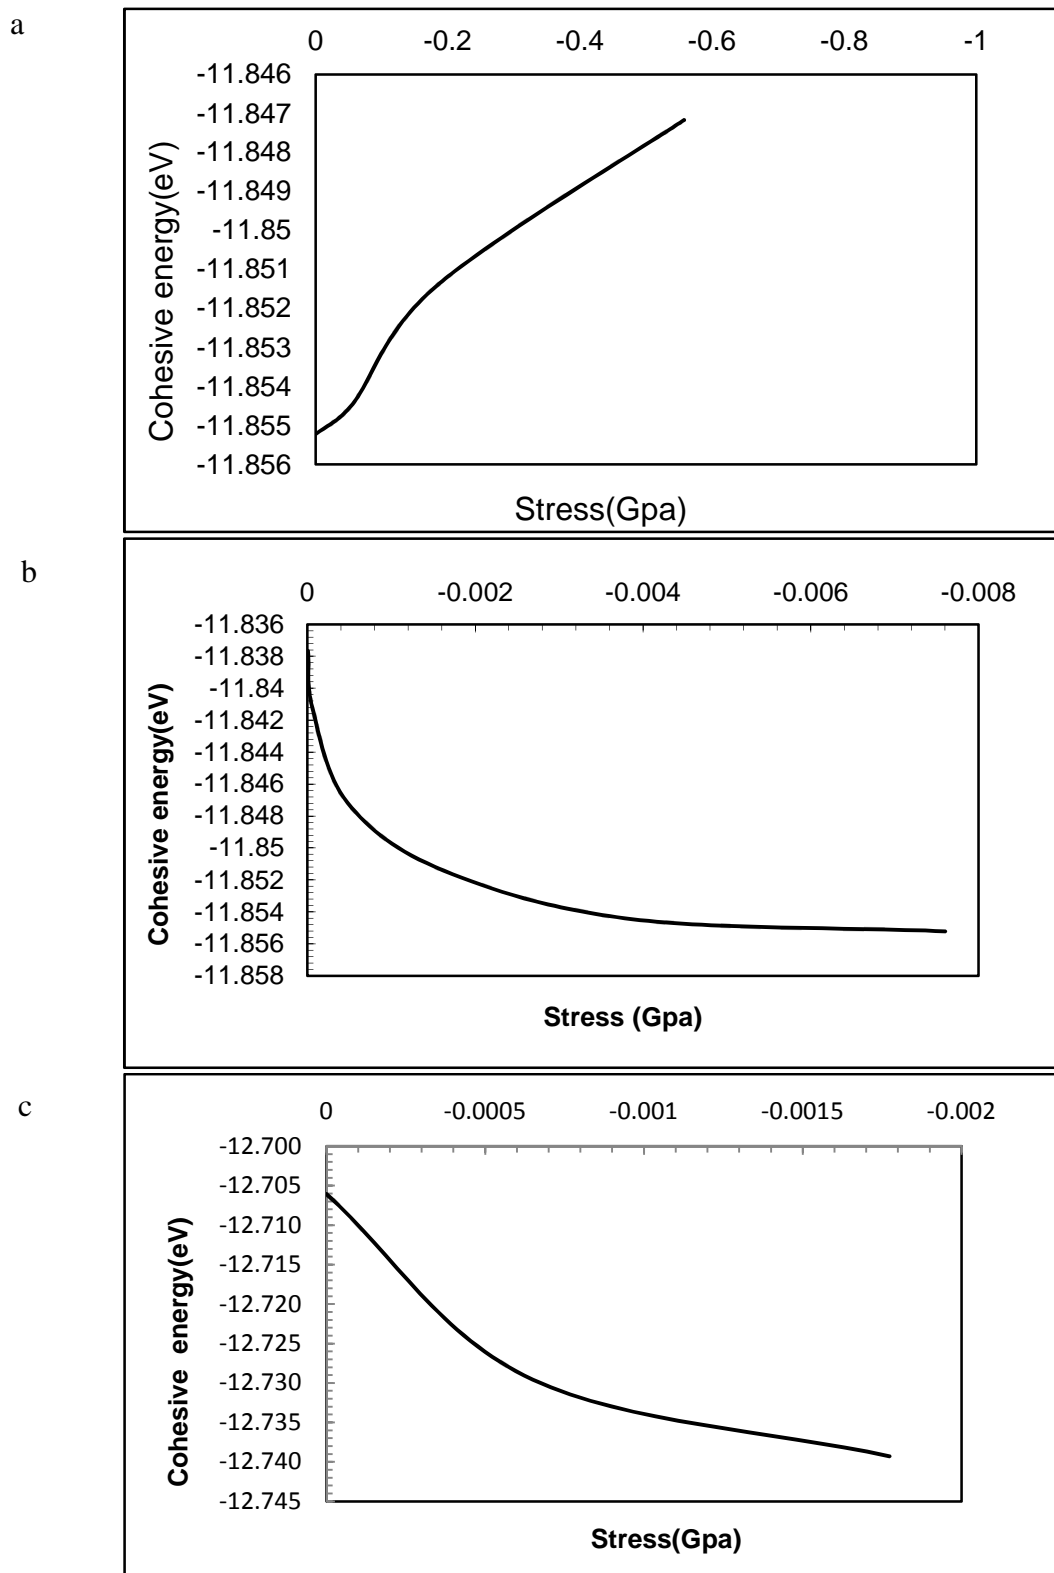 a
0 -0.2 -0.4 -0.6 -0.8 -1
-11.846
-11.847
-11.848
-11.849
-11.85
-11.851
-11.852
-11.853
-11.854
-11.855
-11.856
Cohesive energy(eV)
Stress(Gpa)
b
0 -0.002 -0.004 -0.006 -0.008
-11.836
-11.838
-11.84
-11.842
-11.844
-11.846
-11.848
-11.85
-11.852
-11.854
-11.856
-11.858
Cohesive energy(eV)
Stress (Gpa)
c
0 -0.0005 -0.001 -0.0015 -0.002
-12.700
-12.705
-12.710
-12.715
-12.720
-12.725
-12.730
-12.735
-12.740
-12.745
Cohesive energy(eV)
Stress(Gpa)